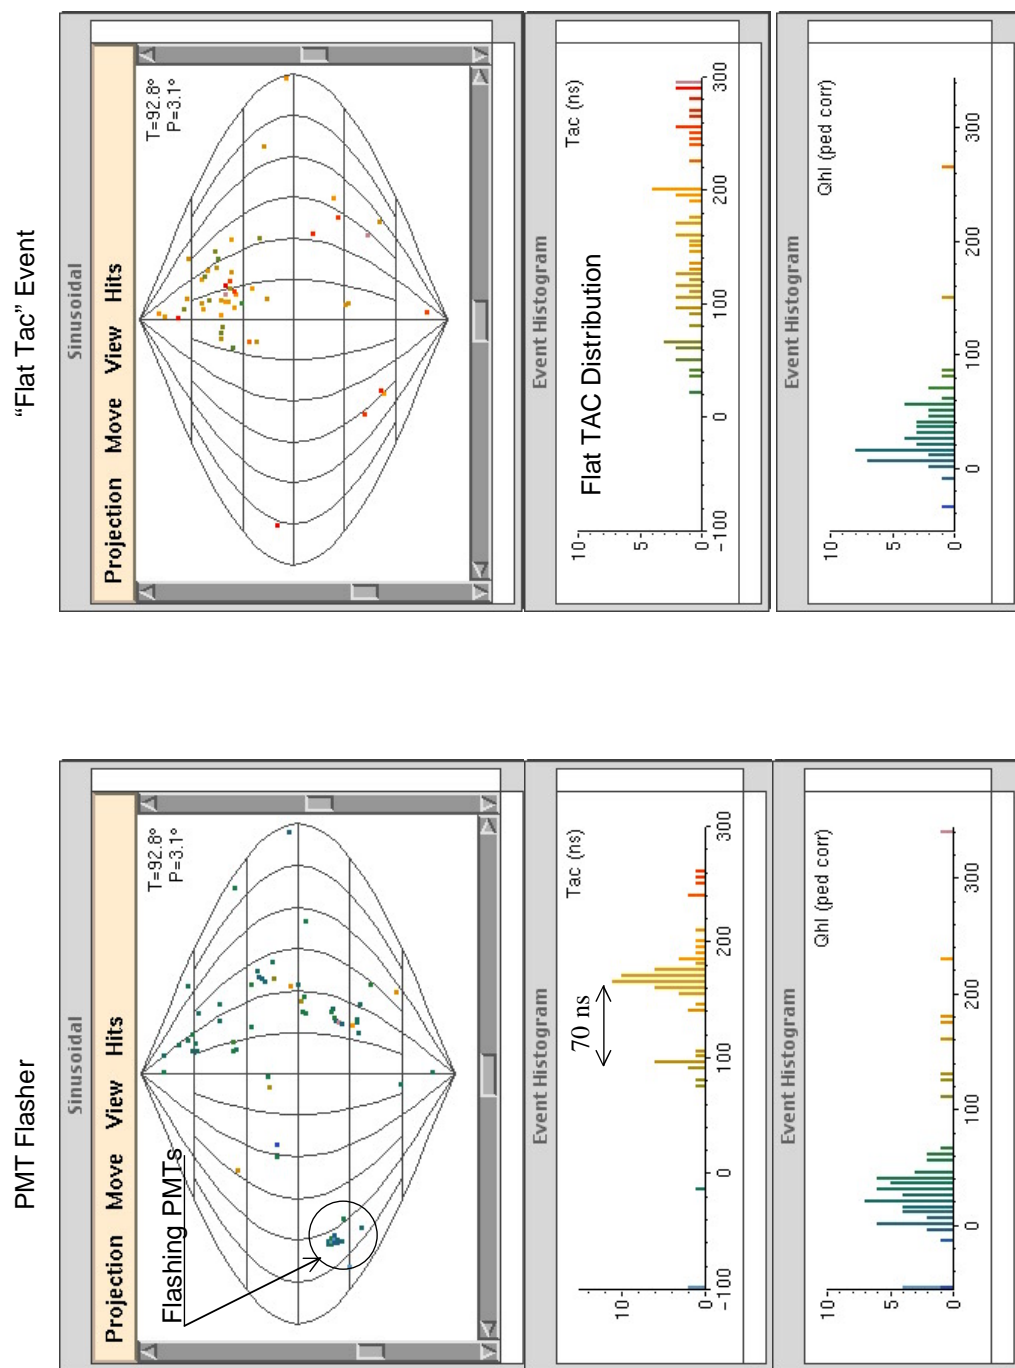 PMT Flasher
Sinusoidal
Projection Move View Hits
T=92.8°
P=3.1°
Flashing PMTs
Event Histogram
Tac (ns)
70 ns
10
0
-100 0 100 200 300
Event Histogram
Qhl (ped corr)
10
5
0
0 100 200 300
“Flat Tac” Event
Sinusoidal
Projection Move View Hits
T=92.8°
P=3.1°
Event Histogram
Tac (ns)
Flat TAC Distribution
10
5
0
-100 0 100 200 300
Event Histogram
Qhl (ped corr)
10
5
0
0 100 200 300